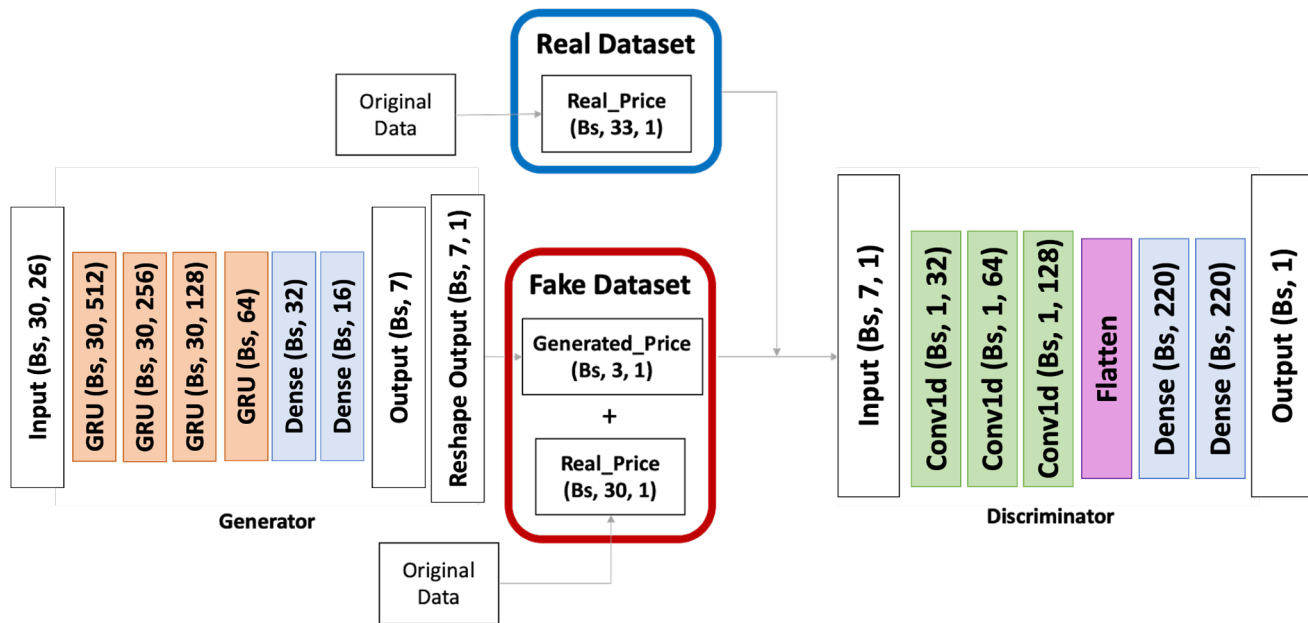 Real Dataset
Original
Data
Real_Price
(Bs, 33, 1)
Input (Bs, 30, 26)
GRU (Bs, 30, 512)
GRU (Bs, 30, 256)
GRU (Bs, 30, 128)
GRU (Bs, 64)
Dense (Bs, 32)
Dense (Bs, 16)
Output (Bs, 7)
Reshape Output (Bs, 7, 1)
Generator
Fake Dataset
Generated_Price
(Bs, 3, 1)
+
Real_Price
(Bs, 30, 1)
Original
Data
Input (Bs, 7, 1)
Conv1d (Bs, 1, 32)
Conv1d (Bs, 1, 64)
Conv1d (Bs, 1, 128)
Flatten
Dense (Bs, 220)
Dense (Bs, 220)
Output (Bs, 1)
Discriminator